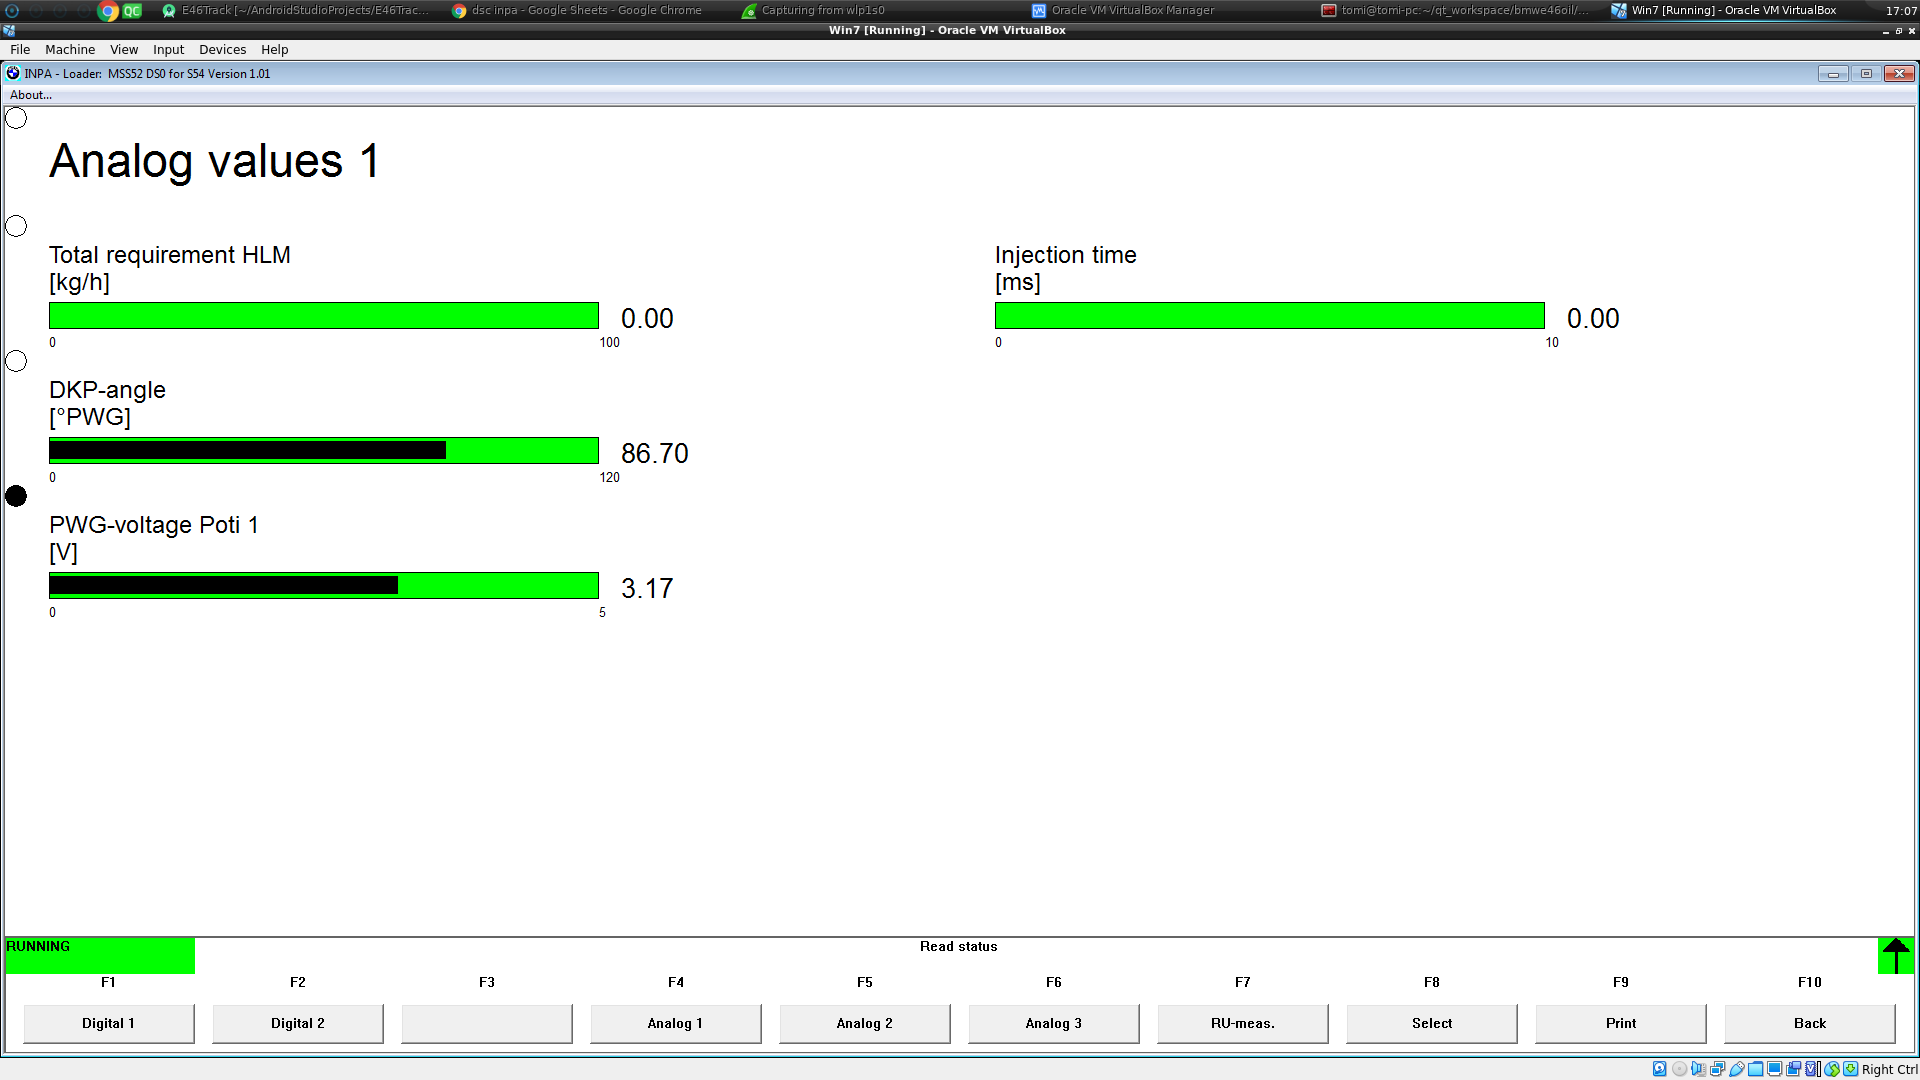 E46Track [~/AndroidStudioProjects/E46Trac...
dsc inpa - Google Sheets - Google Chrome
Capturing from wlp1s0
Oracle VM VirtualBox Manager
tomi@tomi-pc:~/qt_workspace/bmwe46oil/...
Win7 [Running] - Oracle VM VirtualBox
17:07
QC
Win7 [Running] - Oracle VM VirtualBox
File Machine View Input Devices Help
INPA - Loader: MSS52 DS0 for S54 Version 1.01
About...
Analog values 1
Total requirement HLM
[kg/h]
0.00
0 100
Injection time
[ms]
0.00
0 10
DKP-angle
[°PWG]
86.70
0 120
PWG-voltage Poti 1
[V]
3.17
0 5
RUNNING
Read status
F1 F2 F3 F4 F5 F6 F7 F8 F9 F10
Digital 1 Digital 2 Analog 1 Analog 2 Analog 3 RU-meas. Select Print Back
Right Ctrl